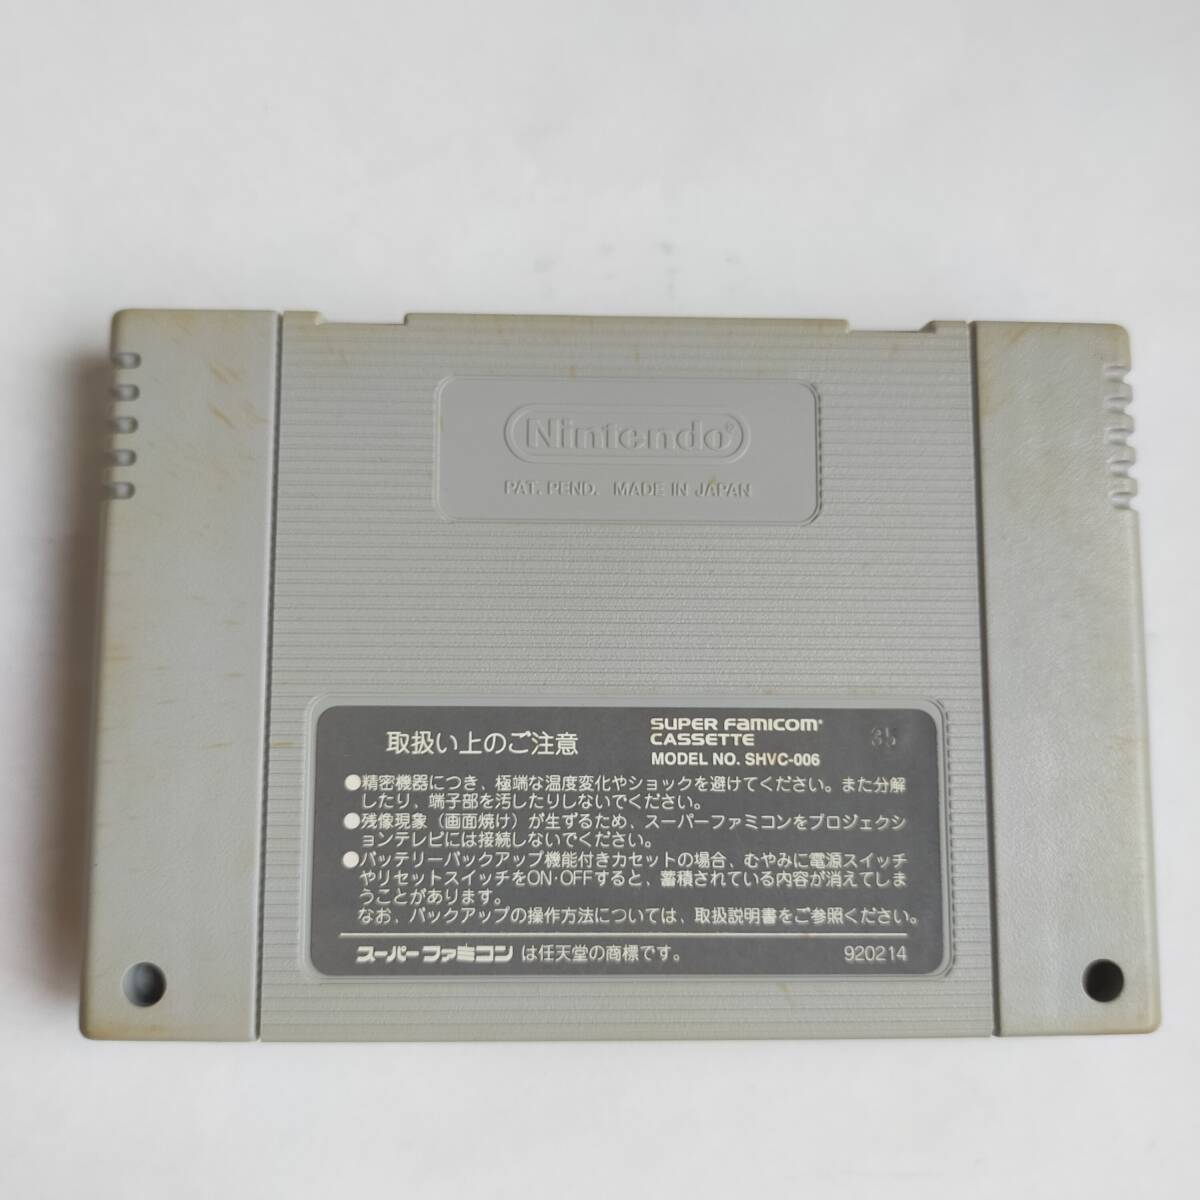 Nintendo®
PAT. PEND. MADE IN JAPAN
取扱い上のご注意
SUPER FAMICOM®
CASSETTE
MODEL NO. SHVC-006
35
●精密機器につき、極端な温度変化やショックを避けてください。また分解
したり、端子部を汚したりしないでください。
●残像現象（画面焼け）が生ずるため、スーパーファミコンをプロジェクシ
ョンテレビには接続しないでください。
●バッテリーバックアップ機能付きカセットの場合、むやみに電源スイッチ
やリセットスイッチをON·OFFすると、蓄積されている内容が消えてしま
うことがあります。
なお、バックアップの操作方法については、取扱説明書をご参照ください。
スーパーファミコン は任天堂の商標です。
920214